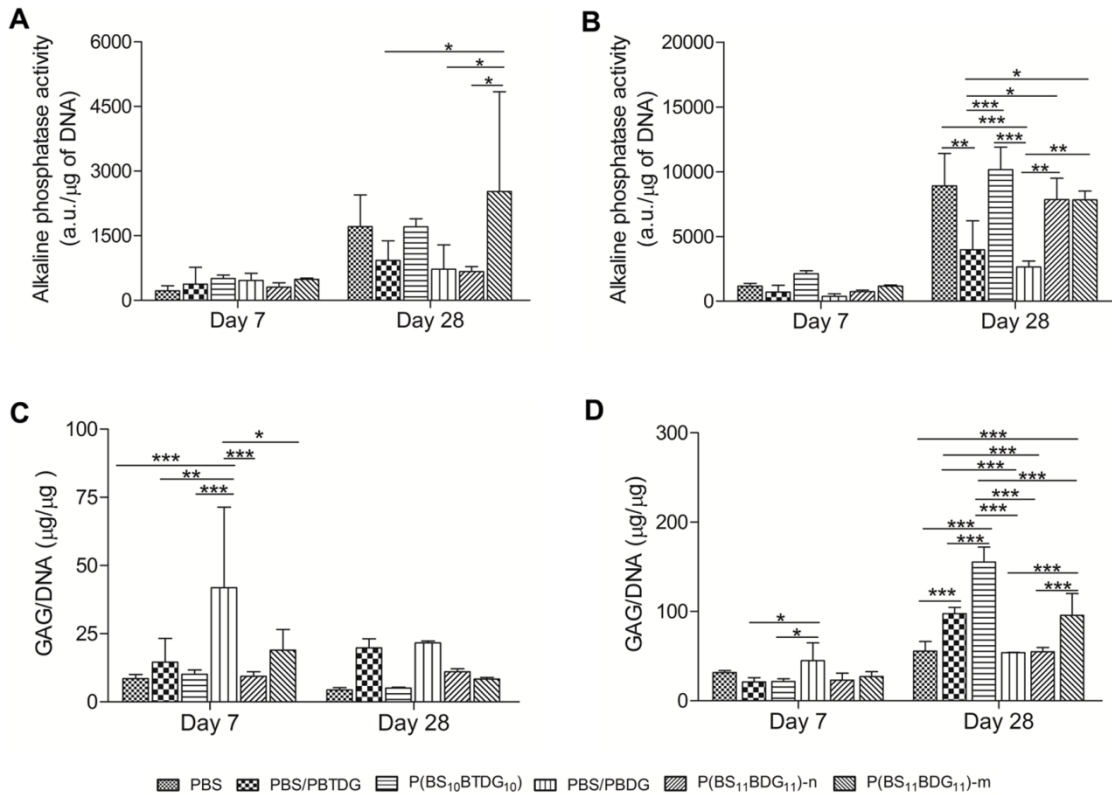 A
Alkaline phosphatase activity
(a.u./µg of DNA)
6000
4500
3000
1500
0
*
*
*
Day 7
Day 28
B
Alkaline phosphatase activity
(a.u./µg of DNA)
20000
15000
10000
5000
0
*
*
***
***
***
**
**
**
Day 7
Day 28
C
GAG/DNA (µg/µg)
100
75
50
25
0
*
***
***
**
***
Day 7
Day 28
D
GAG/DNA (µg/µg)
300
200
100
0
*
*
***
***
***
***
***
***
***
***
***
***
***
Day 7
Day 28
PBS PBS/PBTDG P(BS₁₀BTDG₁₀) PBS/PBDG P(BS₁₁BDG₁₁)-n P(BS₁₁BDG₁₁)-m